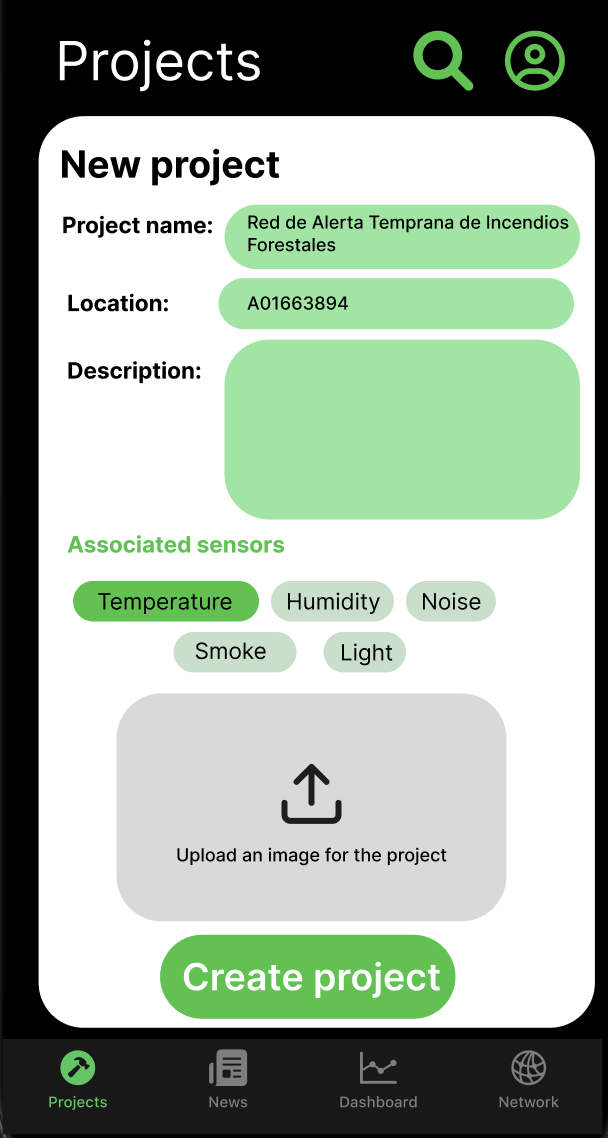 Projects
New project
Project name:
Red de Alerta Temprana de Incendios
Forestales
Location:
A01663894
Description:
Associated sensors
Temperature
Humidity
Noise
Smoke
Light
Upload an image for the project
Create project
Projects
News
Dashboard
Network